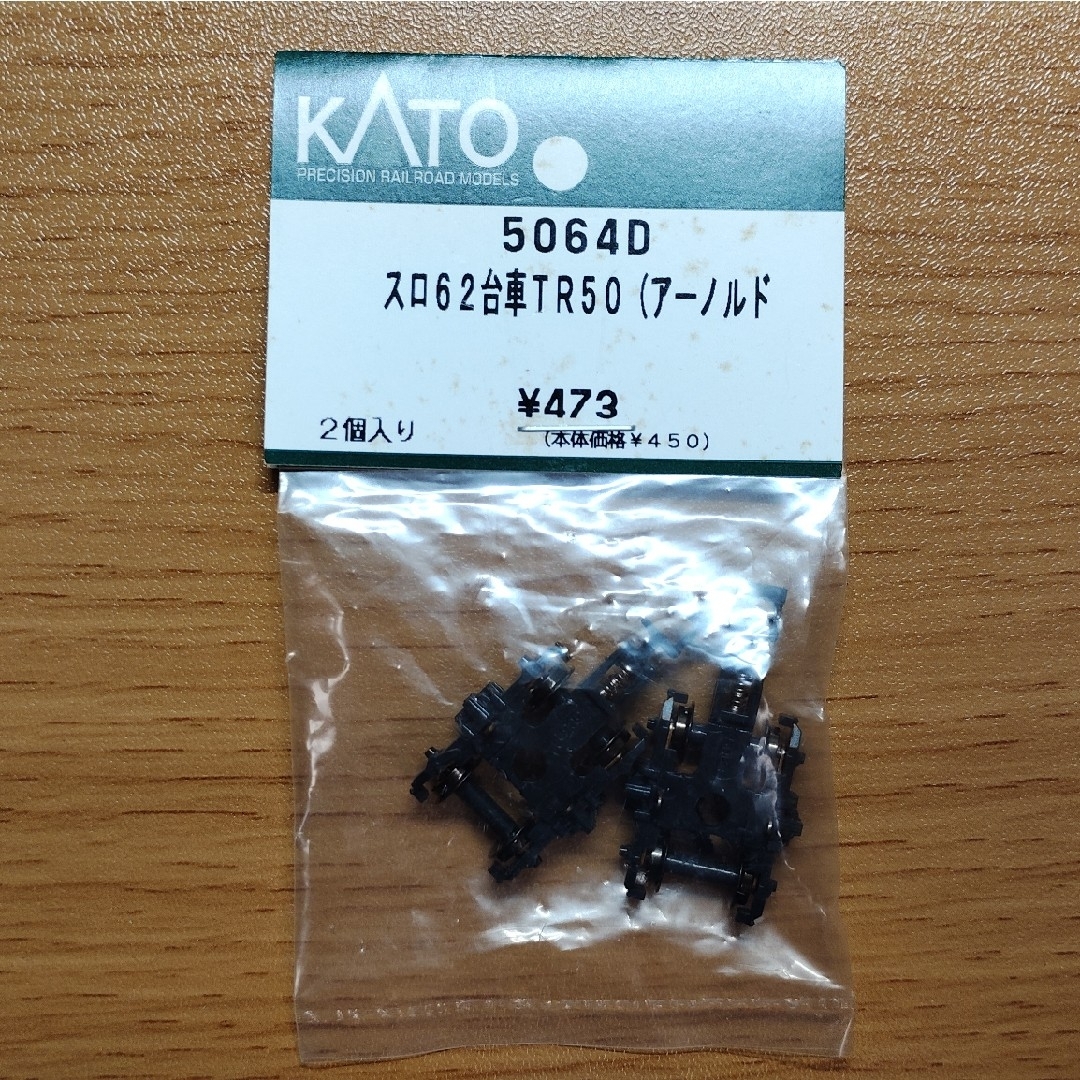 KATO
PRECISION RAILROAD MODELS
5064D
スロ62台車TR50(アーノルド
¥473
2個入り
(本体価格¥450)